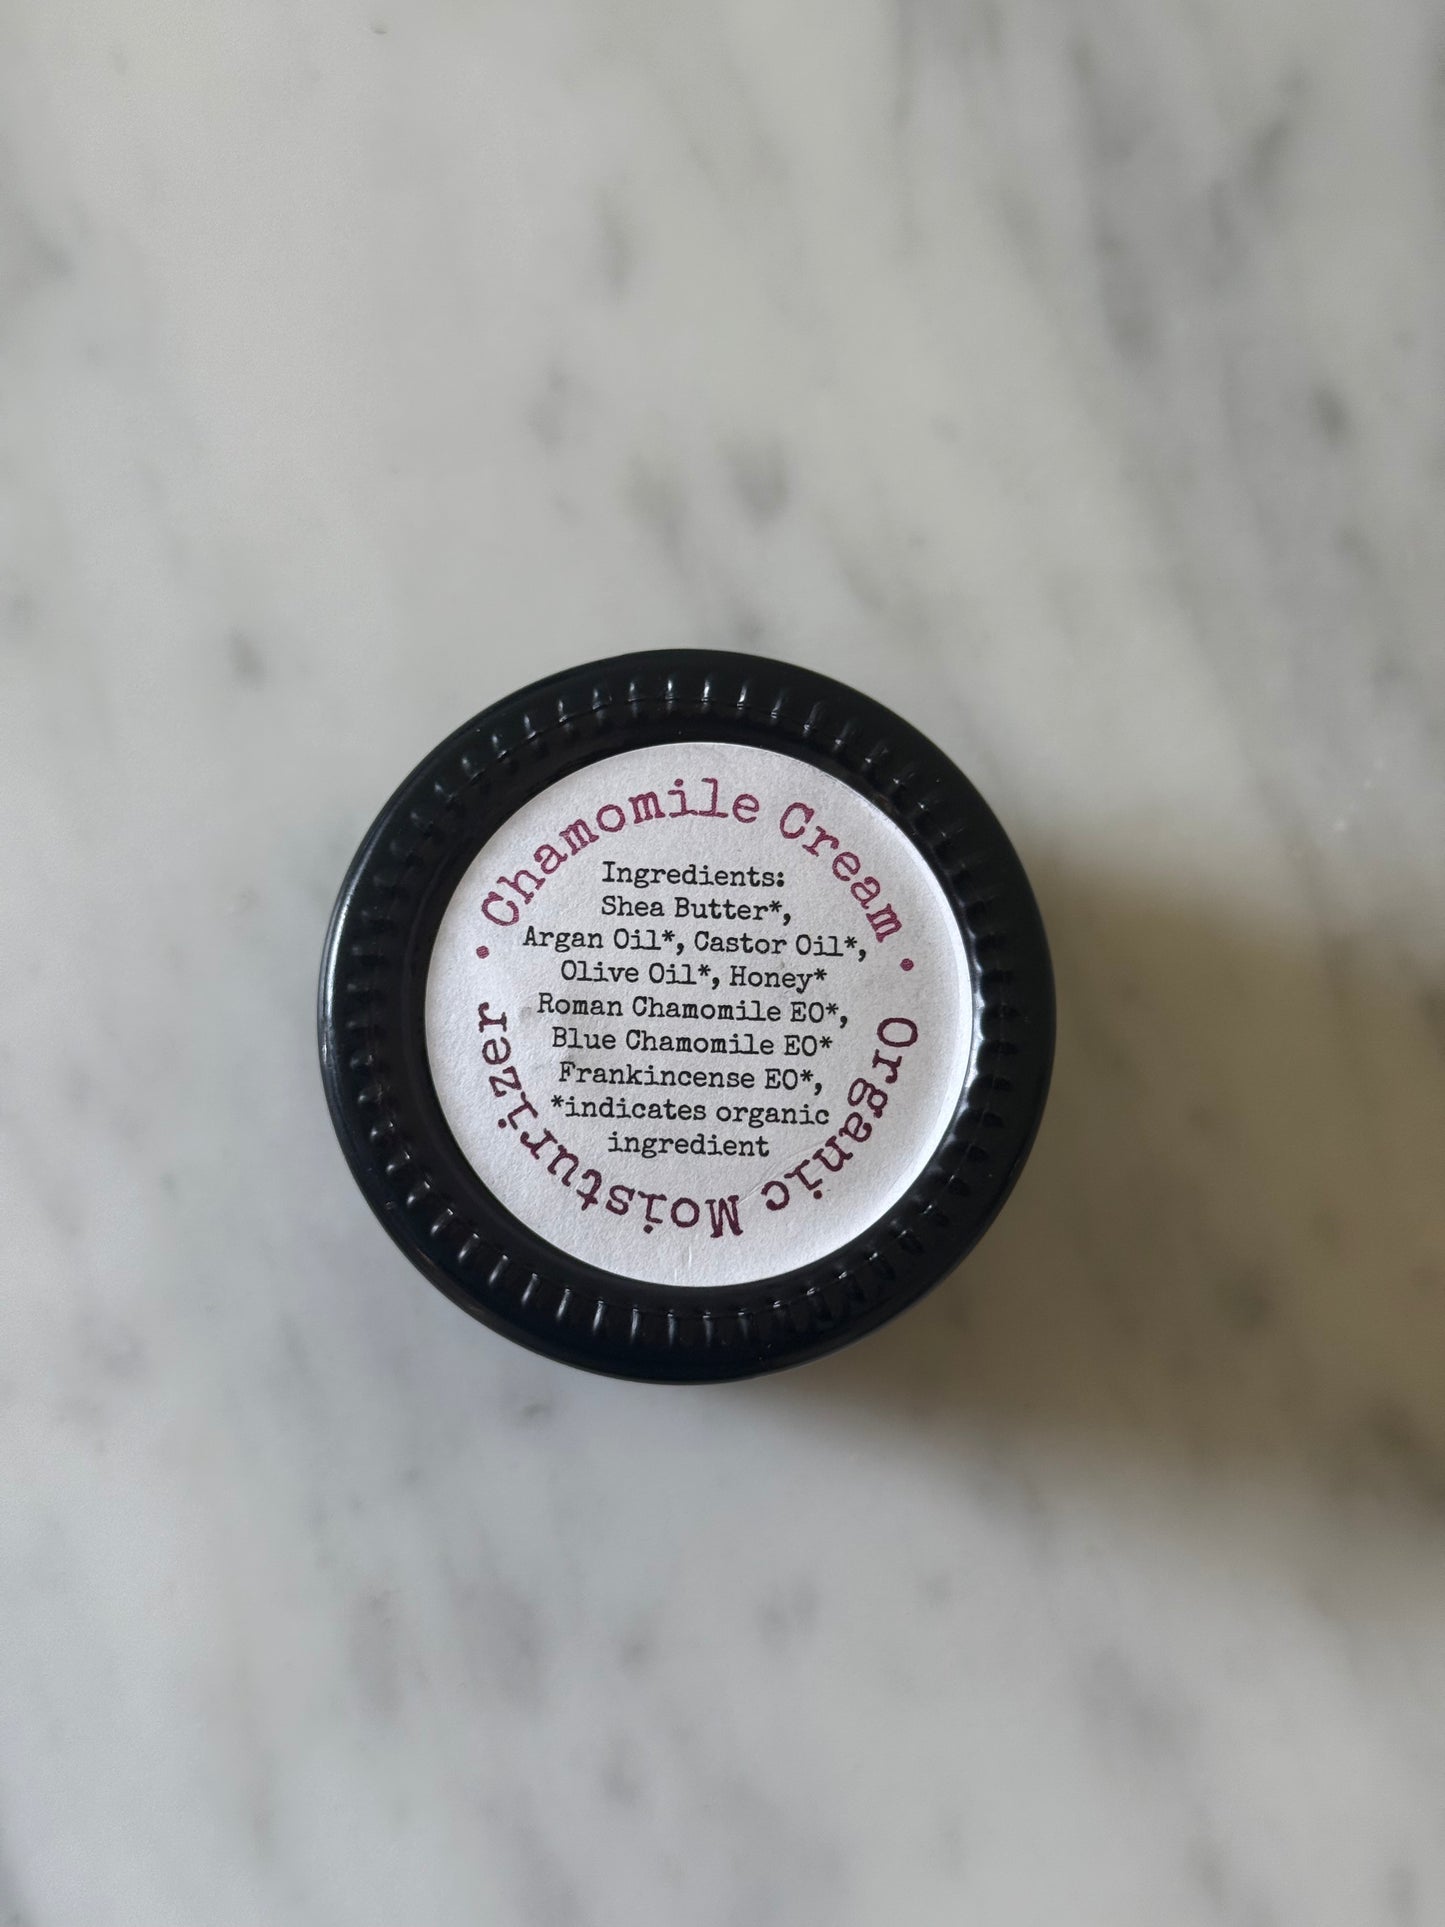 • Chamomile Cream •
Ingredients:
Shea Butter*,
Argan Oil*, Castor Oil*,
Olive Oil*, Honey*
Roman Chamomile EO*,
Blue Chamomile EO*
Frankincense EO*,
*indicates organic
ingredient
Organic Moisturizer